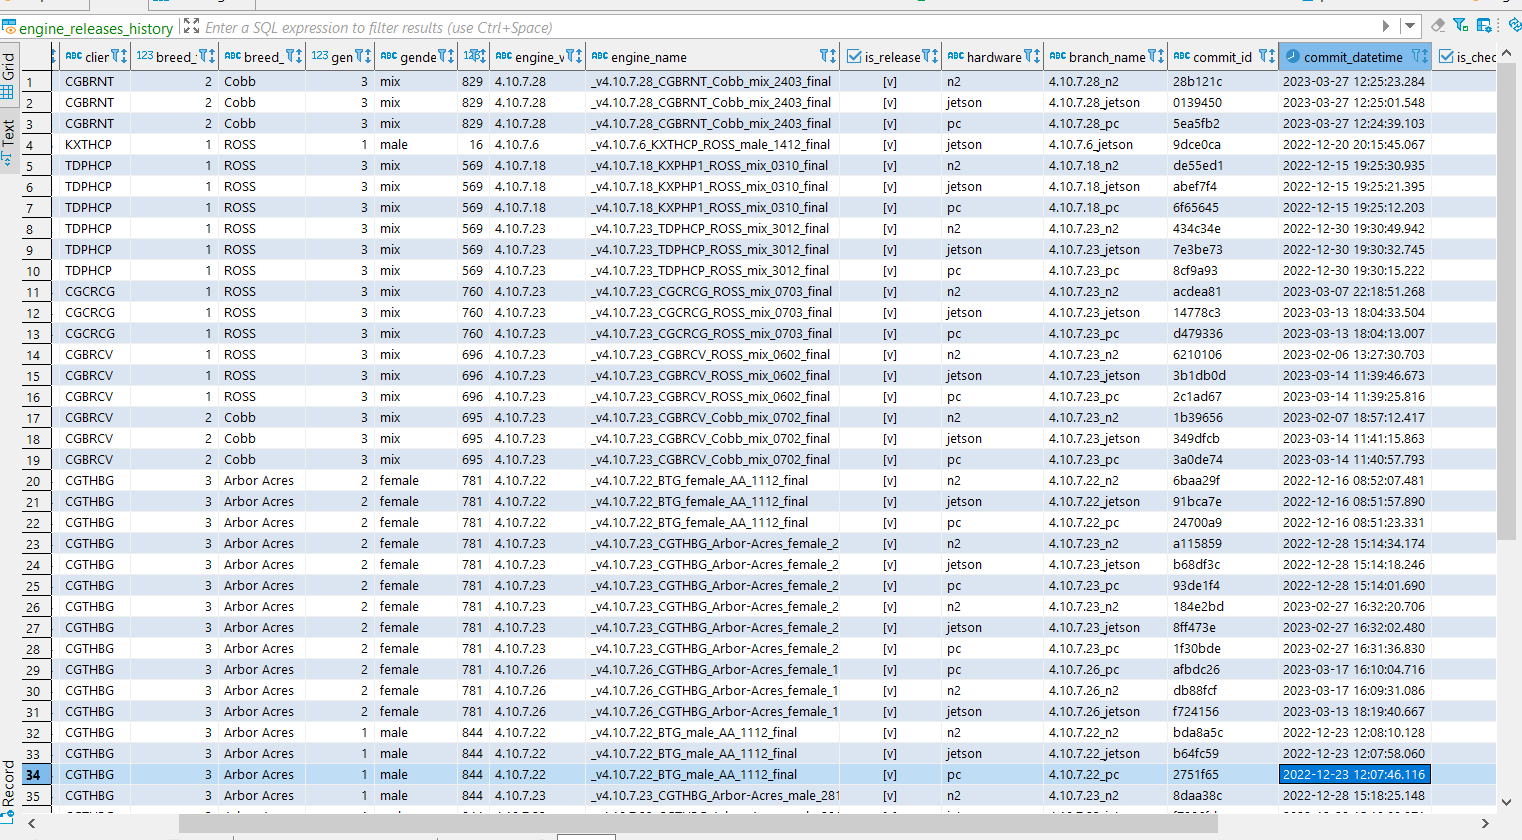 engine_releases_history Enter a SQL expression to filter results (use Ctrl+Space)
Grid
Text
Record
ABC clier 123 breed_ ABC breed_ 123 gen ABC gende 123 ABC engine_v ABC engine_name is_release ABC hardware ABC branch_name ABC commit_id commit_datetime is_chec
1 CGBRNT 2 Cobb 3 mix 829 4.10.7.28 _v4.10.7.28_CGBRNT_Cobb_mix_2403_final [v] n2 4.10.7.28_n2 28b121c 2023-03-27 12:25:23.284
2 CGBRNT 2 Cobb 3 mix 829 4.10.7.28 _v4.10.7.28_CGBRNT_Cobb_mix_2403_final [v] jetson 4.10.7.28_jetson 0139450 2023-03-27 12:25:01.548
3 CGBRNT 2 Cobb 3 mix 829 4.10.7.28 _v4.10.7.28_CGBRNT_Cobb_mix_2403_final [v] pc 4.10.7.28_pc 5ea5fb2 2023-03-27 12:24:39.103
4 KXTHCP 1 ROSS 1 male 16 4.10.7.6 _v4.10.7.6_KXTHCP_ROSS_male_1412_final [v] jetson 4.10.7.6_jetson 9dce0ca 2022-12-20 20:15:45.067
5 TDPHCP 1 ROSS 3 mix 569 4.10.7.18 _v4.10.7.18_KXPHP1_ROSS_mix_0310_final [v] n2 4.10.7.18_n2 de55ed1 2022-12-15 19:25:30.935
6 TDPHCP 1 ROSS 3 mix 569 4.10.7.18 _v4.10.7.18_KXPHP1_ROSS_mix_0310_final [v] jetson 4.10.7.18_jetson abef7f4 2022-12-15 19:25:21.395
7 TDPHCP 1 ROSS 3 mix 569 4.10.7.18 _v4.10.7.18_KXPHP1_ROSS_mix_0310_final [v] pc 4.10.7.18_pc 6f65645 2022-12-15 19:25:12.203
8 TDPHCP 1 ROSS 3 mix 569 4.10.7.23 _v4.10.7.23_TDPHCP_ROSS_mix_3012_final [v] n2 4.10.7.23_n2 434c34e 2022-12-30 19:30:49.942
9 TDPHCP 1 ROSS 3 mix 569 4.10.7.23 _v4.10.7.23_TDPHCP_ROSS_mix_3012_final [v] jetson 4.10.7.23_jetson 7e3be73 2022-12-30 19:30:32.745
10 TDPHCP 1 ROSS 3 mix 569 4.10.7.23 _v4.10.7.23_TDPHCP_ROSS_mix_3012_final [v] pc 4.10.7.23_pc 8cf9a93 2022-12-30 19:30:15.222
11 CGCRCG 1 ROSS 3 mix 760 4.10.7.23 _v4.10.7.23_CGCRCG_ROSS_mix_0703_final [v] n2 4.10.7.23_n2 acdea81 2023-03-07 22:18:51.268
12 CGCRCG 1 ROSS 3 mix 760 4.10.7.23 _v4.10.7.23_CGCRCG_ROSS_mix_0703_final [v] jetson 4.10.7.23_jetson 14778c3 2023-03-13 18:04:33.504
13 CGCRCG 1 ROSS 3 mix 760 4.10.7.23 _v4.10.7.23_CGCRCG_ROSS_mix_0703_final [v] pc 4.10.7.23_pc d479336 2023-03-13 18:04:13.007
14 CGBRCV 1 ROSS 3 mix 696 4.10.7.23 _v4.10.7.23_CGBRCV_ROSS_mix_0602_final [v] n2 4.10.7.23_n2 6210106 2023-02-06 13:27:30.703
15 CGBRCV 1 ROSS 3 mix 696 4.10.7.23 _v4.10.7.23_CGBRCV_ROSS_mix_0602_final [v] jetson 4.10.7.23_jetson 3b1db0d 2023-03-14 11:39:46.673
16 CGBRCV 1 ROSS 3 mix 696 4.10.7.23 _v4.10.7.23_CGBRCV_ROSS_mix_0602_final [v] pc 4.10.7.23_pc 2c1ad67 2023-03-14 11:39:25.816
17 CGBRCV 2 Cobb 3 mix 695 4.10.7.23 _v4.10.7.23_CGBRCV_Cobb_mix_0702_final [v] n2 4.10.7.23_n2 1b39656 2023-02-07 18:57:12.417
18 CGBRCV 2 Cobb 3 mix 695 4.10.7.23 _v4.10.7.23_CGBRCV_Cobb_mix_0702_final [v] jetson 4.10.7.23_jetson 349dfcb 2023-03-14 11:41:15.863
19 CGBRCV 2 Cobb 3 mix 695 4.10.7.23 _v4.10.7.23_CGBRCV_Cobb_mix_0702_final [v] pc 4.10.7.23_pc 3a0de74 2023-03-14 11:40:57.793
20 CGTHBG 3 Arbor Acres 2 female 781 4.10.7.22 _v4.10.7.22_BTG_female_AA_1112_final [v] n2 4.10.7.22_n2 6baa29f 2022-12-16 08:52:07.481
21 CGTHBG 3 Arbor Acres 2 female 781 4.10.7.22 _v4.10.7.22_BTG_female_AA_1112_final [v] jetson 4.10.7.22_jetson 91bca7e 2022-12-16 08:51:57.890
22 CGTHBG 3 Arbor Acres 2 female 781 4.10.7.22 _v4.10.7.22_BTG_female_AA_1112_final [v] pc 4.10.7.22_pc 24700a9 2022-12-16 08:51:23.331
23 CGTHBG 3 Arbor Acres 2 female 781 4.10.7.23 _v4.10.7.23_CGTHBG_Arbor-Acres_female_2 [v] n2 4.10.7.23_n2 a115859 2022-12-28 15:14:34.174
24 CGTHBG 3 Arbor Acres 2 female 781 4.10.7.23 _v4.10.7.23_CGTHBG_Arbor-Acres_female_2 [v] jetson 4.10.7.23_jetson b68df3c 2022-12-28 15:14:18.246
25 CGTHBG 3 Arbor Acres 2 female 781 4.10.7.23 _v4.10.7.23_CGTHBG_Arbor-Acres_female_2 [v] pc 4.10.7.23_pc 93de1f4 2022-12-28 15:14:01.690
26 CGTHBG 3 Arbor Acres 2 female 781 4.10.7.23 _v4.10.7.23_CGTHBG_Arbor-Acres_female_2 [v] n2 4.10.7.23_n2 184e2bd 2023-02-27 16:32:20.706
27 CGTHBG 3 Arbor Acres 2 female 781 4.10.7.23 _v4.10.7.23_CGTHBG_Arbor-Acres_female_2 [v] jetson 4.10.7.23_jetson 8ff473e 2023-02-27 16:32:02.480
28 CGTHBG 3 Arbor Acres 2 female 781 4.10.7.23 _v4.10.7.23_CGTHBG_Arbor-Acres_female_2 [v] pc 4.10.7.23_pc 1f30bde 2023-02-27 16:31:36.830
29 CGTHBG 3 Arbor Acres 2 female 781 4.10.7.26 _v4.10.7.26_CGTHBG_Arbor-Acres_female_1 [v] pc 4.10.7.26_pc afbdc26 2023-03-17 16:10:04.716
30 CGTHBG 3 Arbor Acres 2 female 781 4.10.7.26 _v4.10.7.26_CGTHBG_Arbor-Acres_female_1 [v] n2 4.10.7.26_n2 db88fcf 2023-03-17 16:09:31.086
31 CGTHBG 3 Arbor Acres 2 female 781 4.10.7.26 _v4.10.7.26_CGTHBG_Arbor-Acres_female_1 [v] jetson 4.10.7.26_jetson f724156 2023-03-13 18:19:40.667
32 CGTHBG 3 Arbor Acres 1 male 844 4.10.7.22 _v4.10.7.22_BTG_male_AA_1112_final [v] n2 4.10.7.22_n2 bda8a5c 2022-12-23 12:08:10.128
33 CGTHBG 3 Arbor Acres 1 male 844 4.10.7.22 _v4.10.7.22_BTG_male_AA_1112_final [v] jetson 4.10.7.22_jetson b64fc59 2022-12-23 12:07:58.060
34 CGTHBG 3 Arbor Acres 1 male 844 4.10.7.22 _v4.10.7.22_BTG_male_AA_1112_final [v] pc 4.10.7.22_pc 2751f65 2022-12-23 12:07:46.116
35 CGTHBG 3 Arbor Acres 1 male 844 4.10.7.23 _v4.10.7.23_CGTHBG_Arbor-Acres_male_281 [v] n2 4.10.7.23_n2 8daa38c 2022-12-28 15:18:25.148